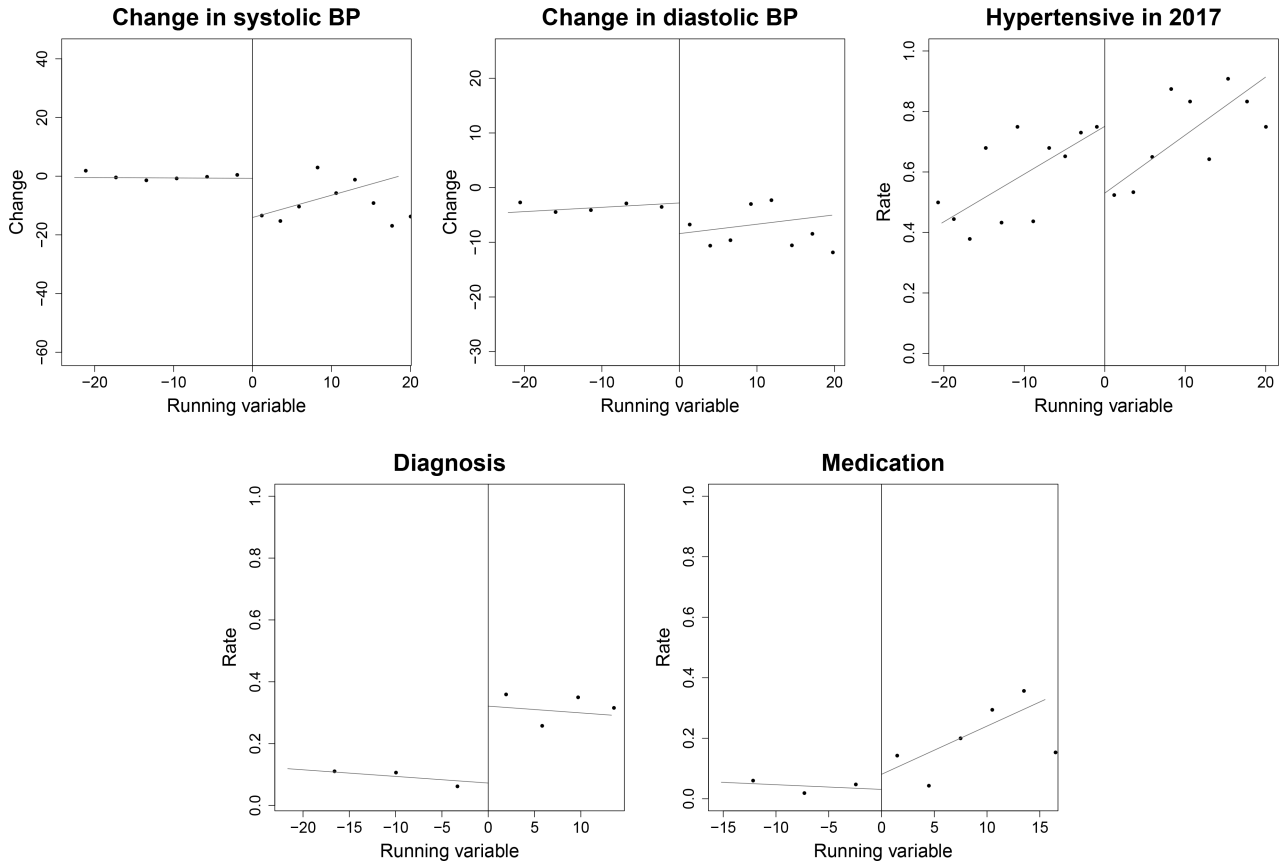 Change in systolic BP
Change
40
20
0
−20
−40
−60
−20 −10 0 10 20
Running variable
Change in diastolic BP
Change
20
10
0
−10
−20
−30
−20 −10 0 10 20
Running variable
Hypertensive in 2017
Rate
1.0
0.8
0.6
0.4
0.2
0.0
−20 −10 0 10 20
Running variable
Diagnosis
Rate
1.0
0.8
0.6
0.4
0.2
0.0
−20 −15 −10 −5 0 5 10
Running variable
Medication
Rate
1.0
0.8
0.6
0.4
0.2
0.0
−15 −10 −5 0 5 10 15
Running variable